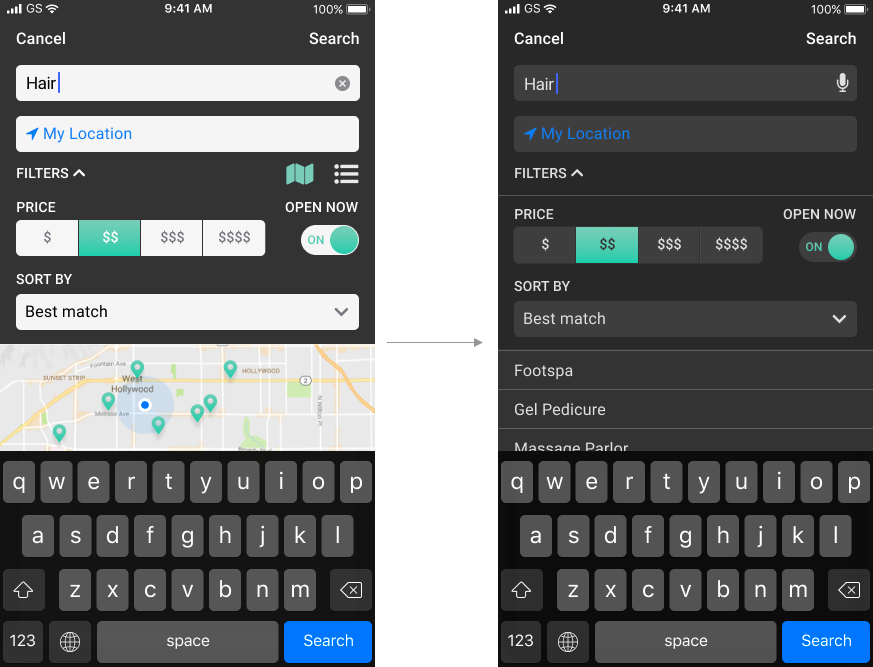 GS 9:41 AM 100%
Cancel Search
Hair
My Location
FILTERS
PRICE OPEN NOW
$ $$ $$$ $$$$ ON
SORT BY
Best match
Fountain Ave
SUNSET STRIP West Hollywood HOLLYWOOD
2
Melrose Ave
N Wilton Pl
q w e r t y u i o p
a s d f g h j k l
z x c v b n m
123 space Search
GS 9:41 AM 100%
Cancel Search
Hair
My Location
FILTERS
PRICE OPEN NOW
$ $$ $$$ $$$$ ON
SORT BY
Best match
Footspa
Gel Pedicure
Massage Parlor
q w e r t y u i o p
a s d f g h j k l
z x c v b n m
123 space Search